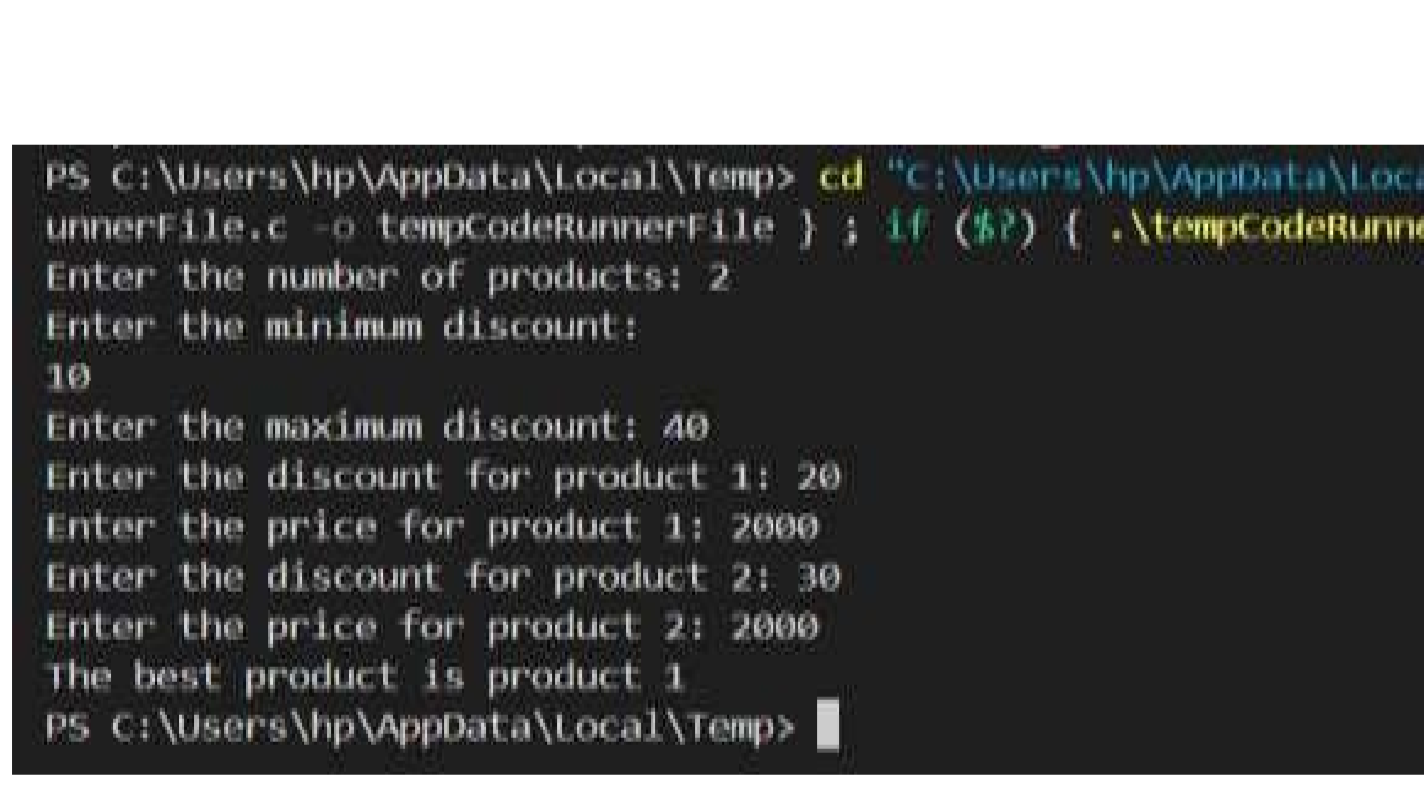 PS C:\Users\hp\AppData\Local\Temp> cd "C:\Users\hp\AppData\Loca
unnerFile.c -o tempCodeRunnerFile } ; if ($?) { .\tempCodeRunne
Enter the number of products: 2
Enter the minimum discount:
10
Enter the maximum discount: 40
Enter the discount for product 1: 20
Enter the price for product 1: 2000
Enter the discount for product 2: 30
Enter the price for product 2: 2000
The best product is product 1
PS C:\Users\hp\AppData\Local\Temp>